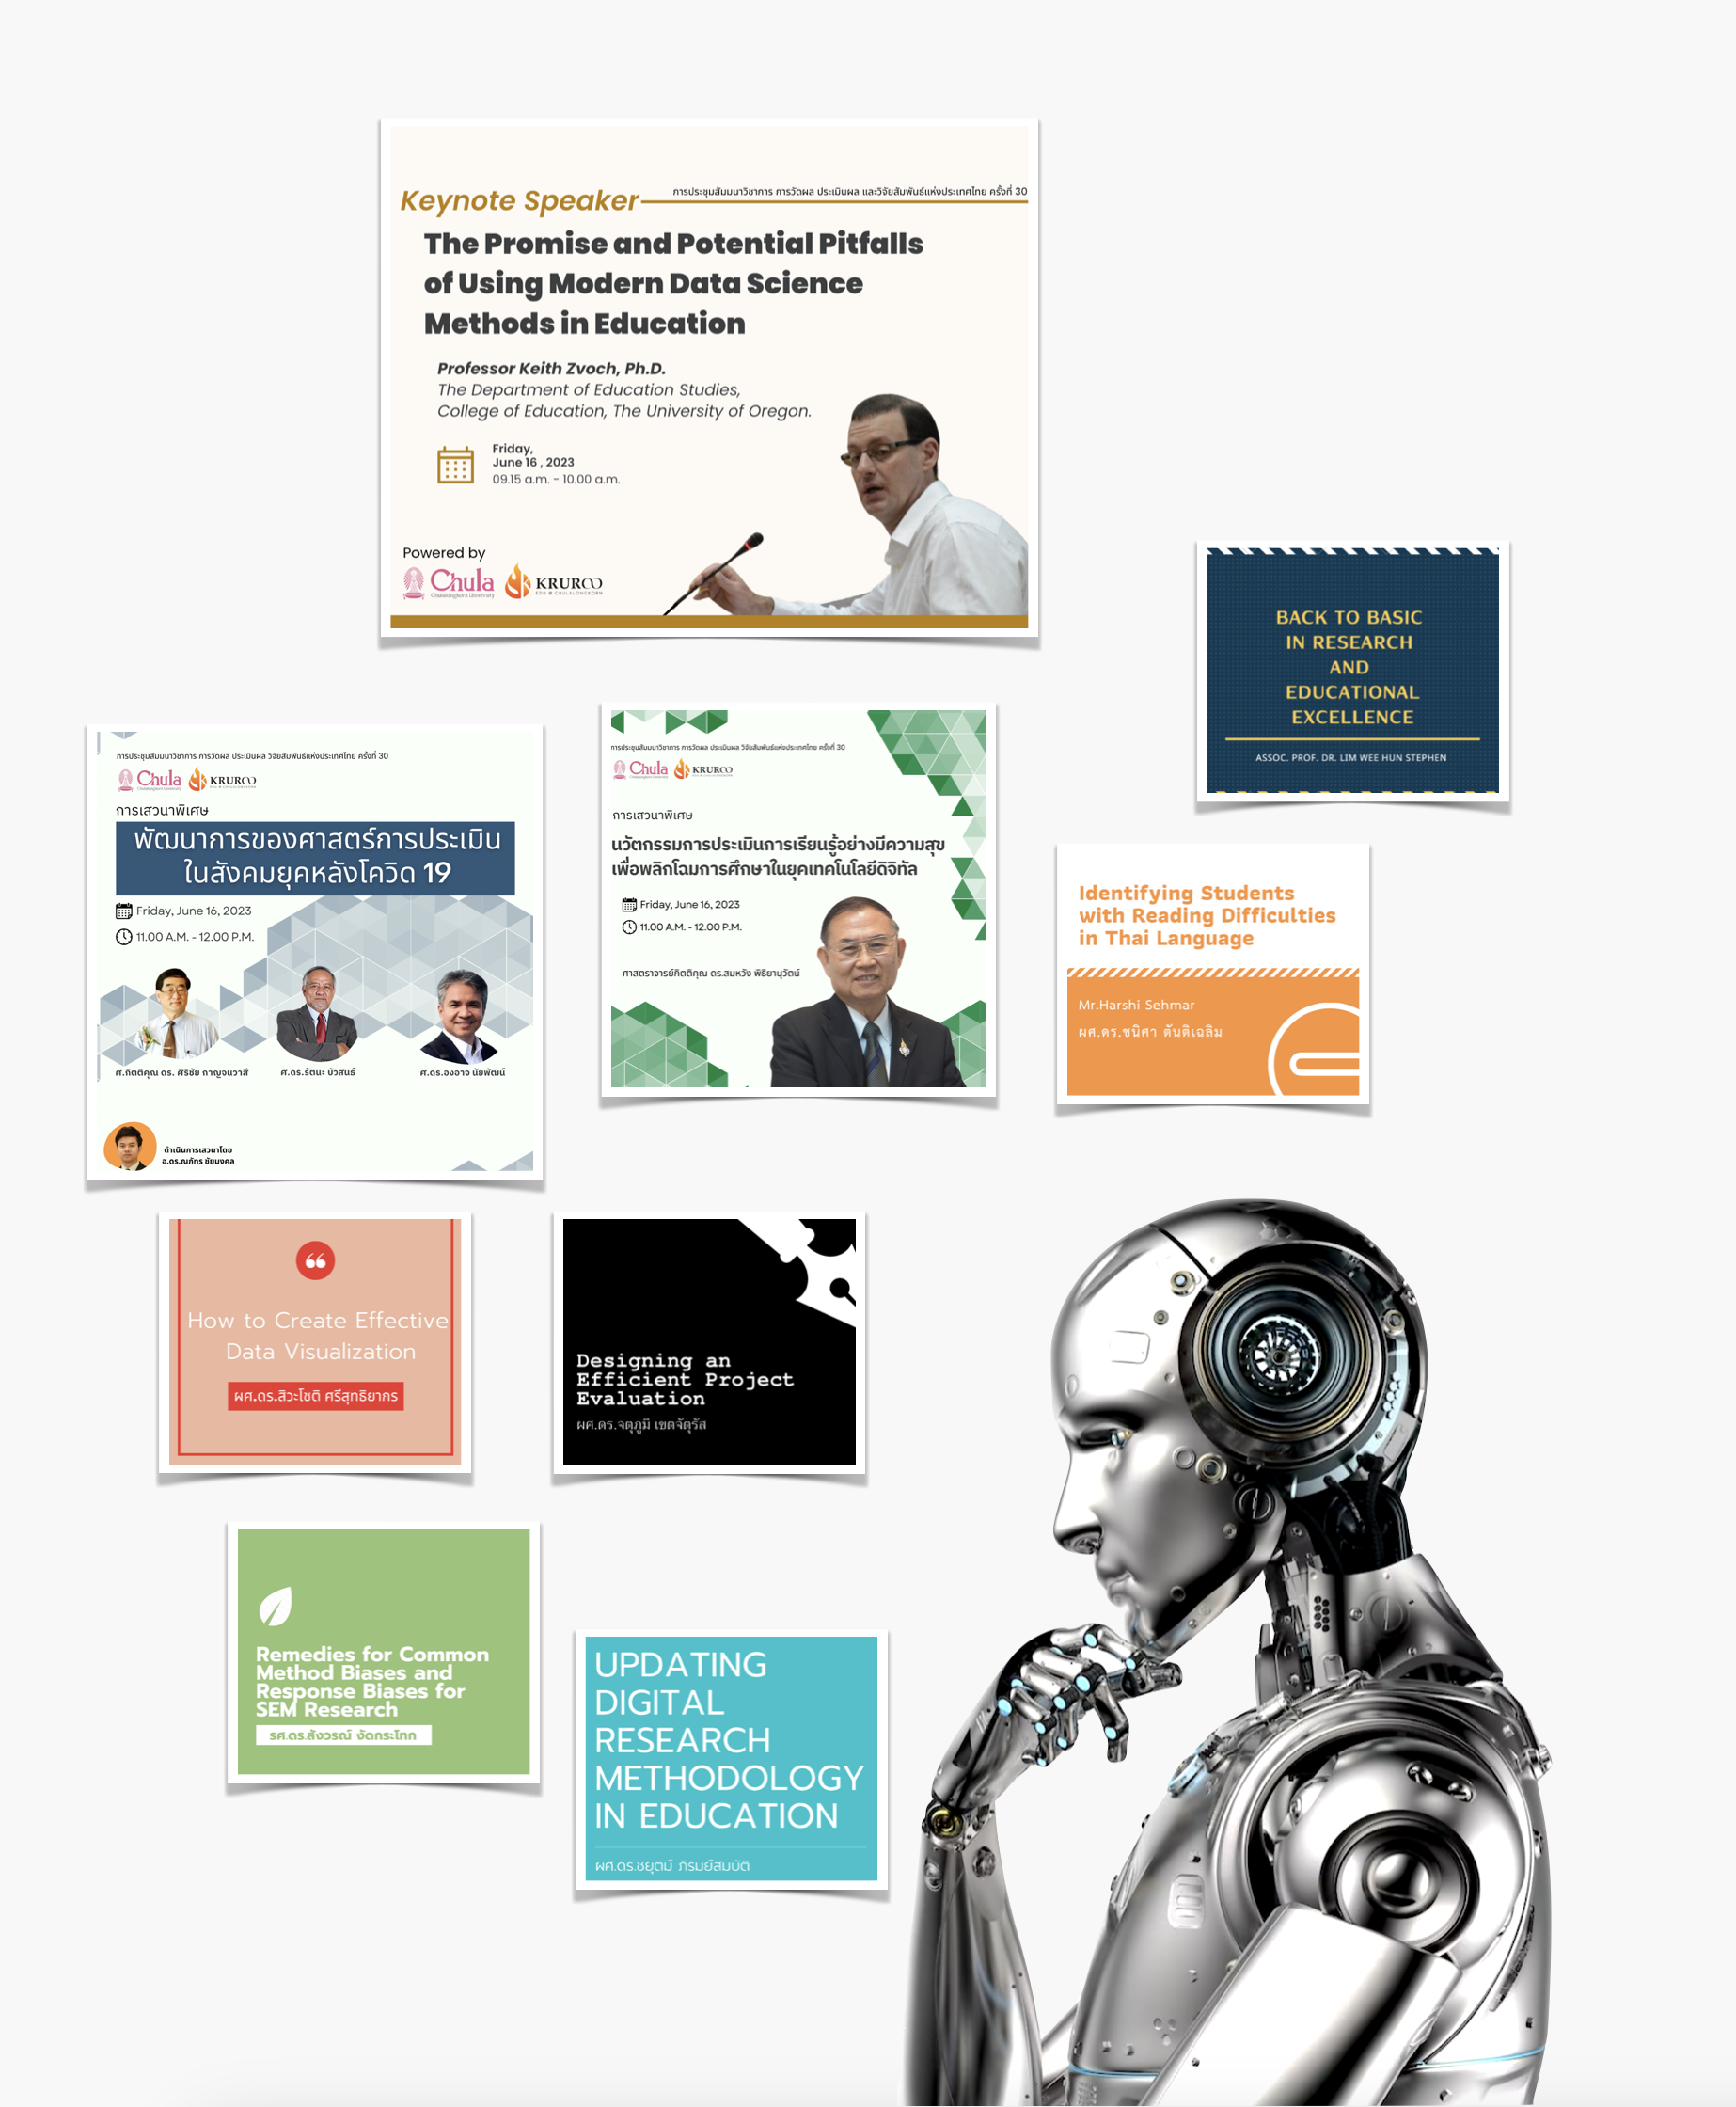 Keynote Speaker
การประชุมสัมมนาวิชาการ การวัดผล ประเมินผล และวิจัยสัมพันธ์แห่งประเทศไทย ครั้งที่ 30
The Promise and Potential Pitfalls
of Using Modern Data Science
Methods in Education
Professor Keith Zvoch, Ph.D.
The Department of Education Studies,
College of Education, The University of Oregon.
Friday,
June 16 , 2023
09.15 a.m. - 10.00 a.m.
Powered by
Chula
Chulalongkorn University
KRUROO
EDU @ CHULALONGKORN
BACK TO BASIC
IN RESEARCH
AND
EDUCATIONAL
EXCELLENCE
ASSOC. PROF. DR. LIM WEE HUN STEPHEN
การประชุมสัมมนาวิชาการ การวัดผล ประเมินผล วิจัยสัมพันธ์แห่งประเทศไทย ครั้งที่ 30
Chula
Chulalongkorn University
KRUROO
EDU @ CHULALONGKORN
การเสวนาพิเศษ
พัฒนาการของศาสตร์การประเมิน
ในสังคมยุคหลังโควิด 19
Friday, June 16, 2023
11.00 A.M. - 12.00 P.M.
ศ.กิตติคุณ ดร. ศิริชัย กาญจนวาสี
ศ.ดร.รัตนะ บัวสนธ์
ศ.ดร.องอาจ นัยพัฒน์
ดำเนินการเสวนาโดย
อ.ดร.ณภัทร ชัยมงคล
การประชุมสัมมนาวิชาการ การวัดผล ประเมินผล วิจัยสัมพันธ์แห่งประเทศไทย ครั้งที่ 30
Chula
Chulalongkorn University
KRUROO
EDU @ CHULALONGKORN
การเสวนาพิเศษ
นวัตกรรมการประเมินการเรียนรู้อย่างมีความสุข
เพื่อพลิกโฉมการศึกษาในยุคเทคโนโลยีดิจิทัล
Friday, June 16, 2023
11.00 A.M. - 12.00 P.M.
ศาสตราจารย์กิตติคุณ ดร.สมหวัง พิธิยานุวัฒน์
Identifying Students
with Reading Difficulties
in Thai Language
Mr.Harshi Sehmar
ผศ.ดร.ชนิศา ตันติเฉลิม
How to Create Effective
Data Visualization
ผศ.ดร.สิวะโชติ ศรีสุทธิยากร
Designing an
Efficient Project
Evaluation
ผศ.ดร.จตุภูมิ เขตจัตุรัส
Remedies for Common
Method Biases and
Response Biases for
SEM Research
รศ.ดร.สังวรณ์ งัดกระโทก
UPDATING
DIGITAL
RESEARCH
METHODOLOGY
IN EDUCATION
ผศ.ดร.ชยุตม์ ภิรมย์สมบัติ